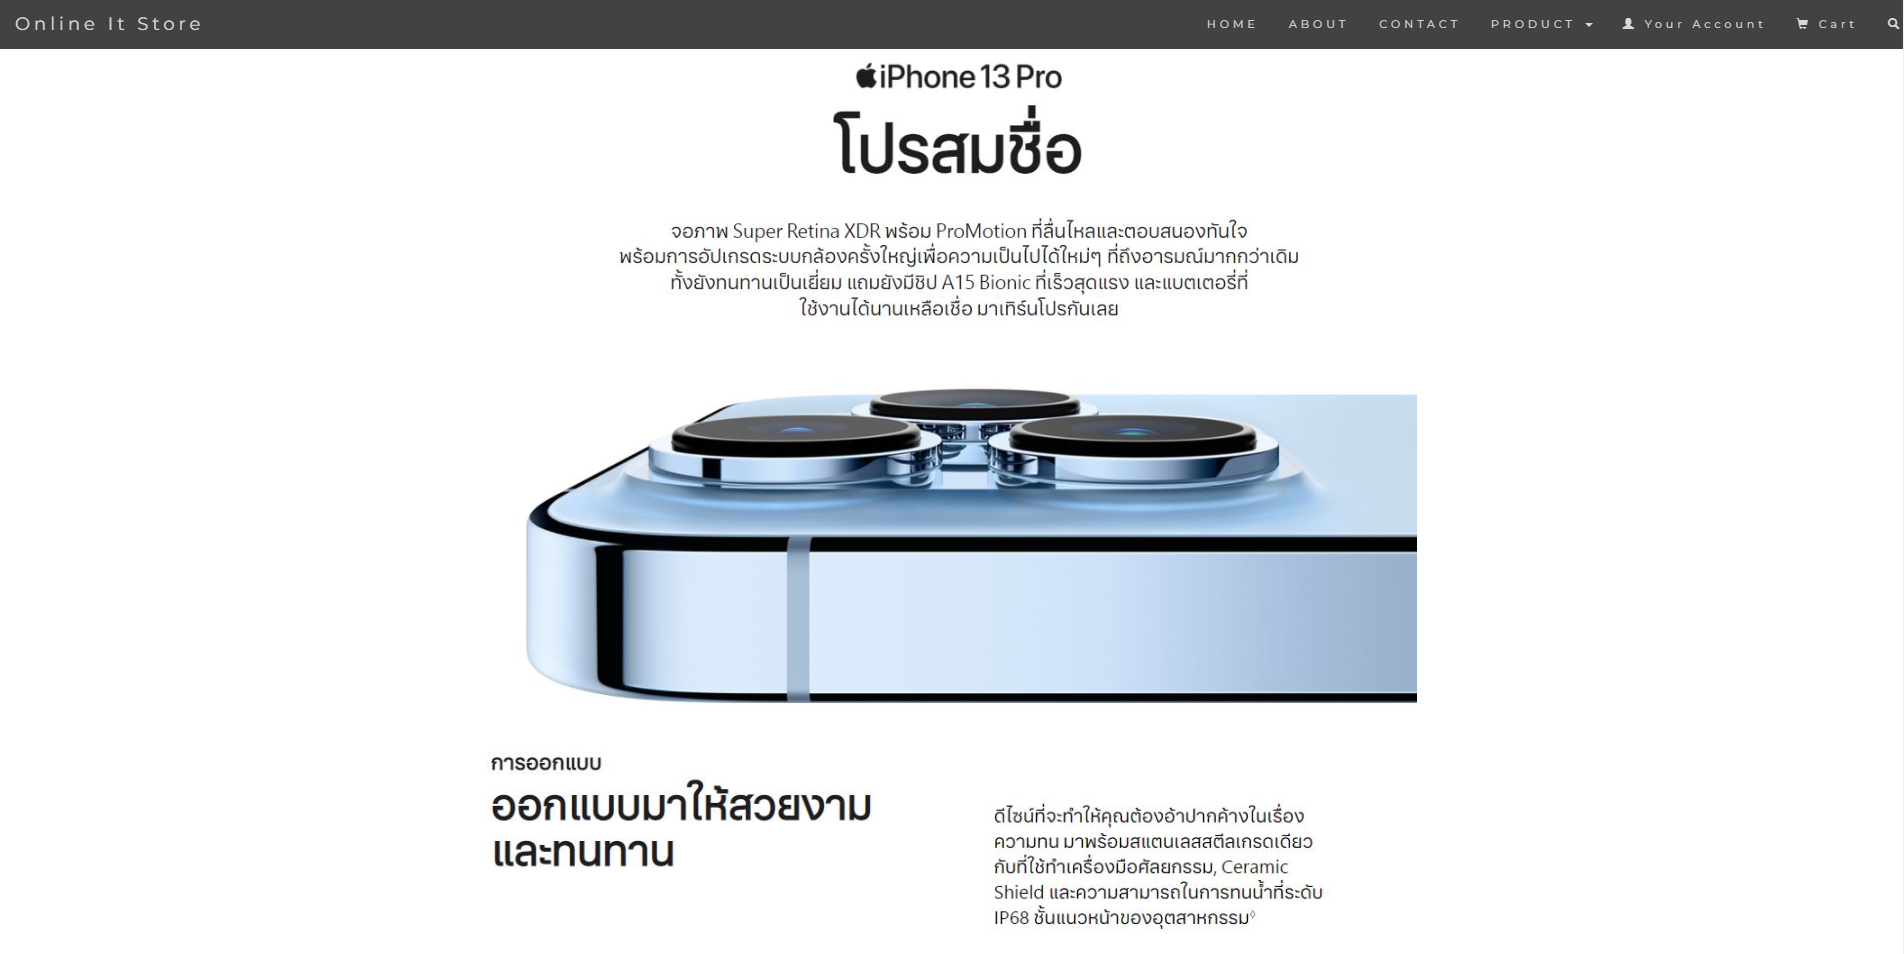 Online It Store
HOME ABOUT CONTACT PRODUCT Your Account Cart
iPhone 13 Pro
โปรสมชื่อ
จอภาพ Super Retina XDR พร้อม ProMotion ที่ลื่นไหลและตอบสนองทันใจ
พร้อมการอัปเกรดระบบกล้องครั้งใหญ่เพื่อความเป็นไปได้ใหม่ๆ ที่ถึงอารมณ์มากกว่าเดิม
ทั้งยังทนทานเป็นเยี่ยม แถมยังมีชิป A15 Bionic ที่เร็วสุดแรง และแบตเตอรี่ที่
ใช้งานได้นานเหลือเชื่อ มาเทิร์นโปรกันเลย
การออกแบบ
ออกแบบมาให้สวยงาม
และทนทาน
ดีไซน์ที่จะทำให้คุณต้องอ้าปากค้างในเรื่อง
ความทน มาพร้อมสแตนเลสสตีลเกรดเดียว
กับที่ใช้ทำเครื่องมือศัลยกรรม, Ceramic
Shield และความสามารถในการทนน้ำที่ระดับ
IP68 ชั้นแนวหน้าของอุตสาหกรรม◊